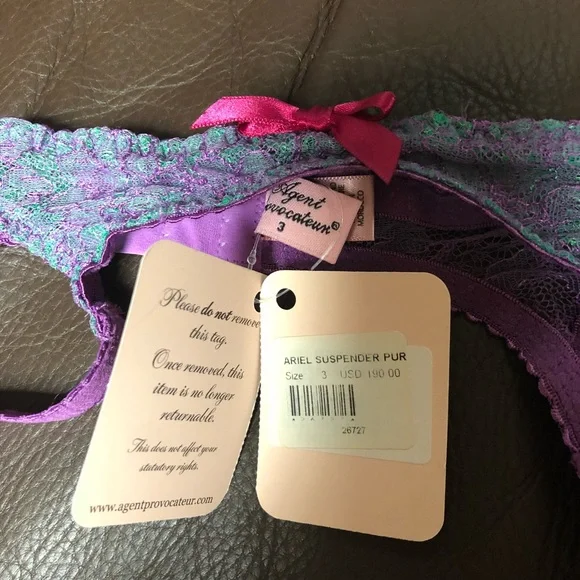 Agent
Provocateur®
3
Please do not remove
this tag.
Once removed, this
item is no longer
returnable.
This does not affect your
statutory rights.
www.agentprovocateur.com
ARIEL SUSPENDER PUR
Size 3 USD 190.00
26727